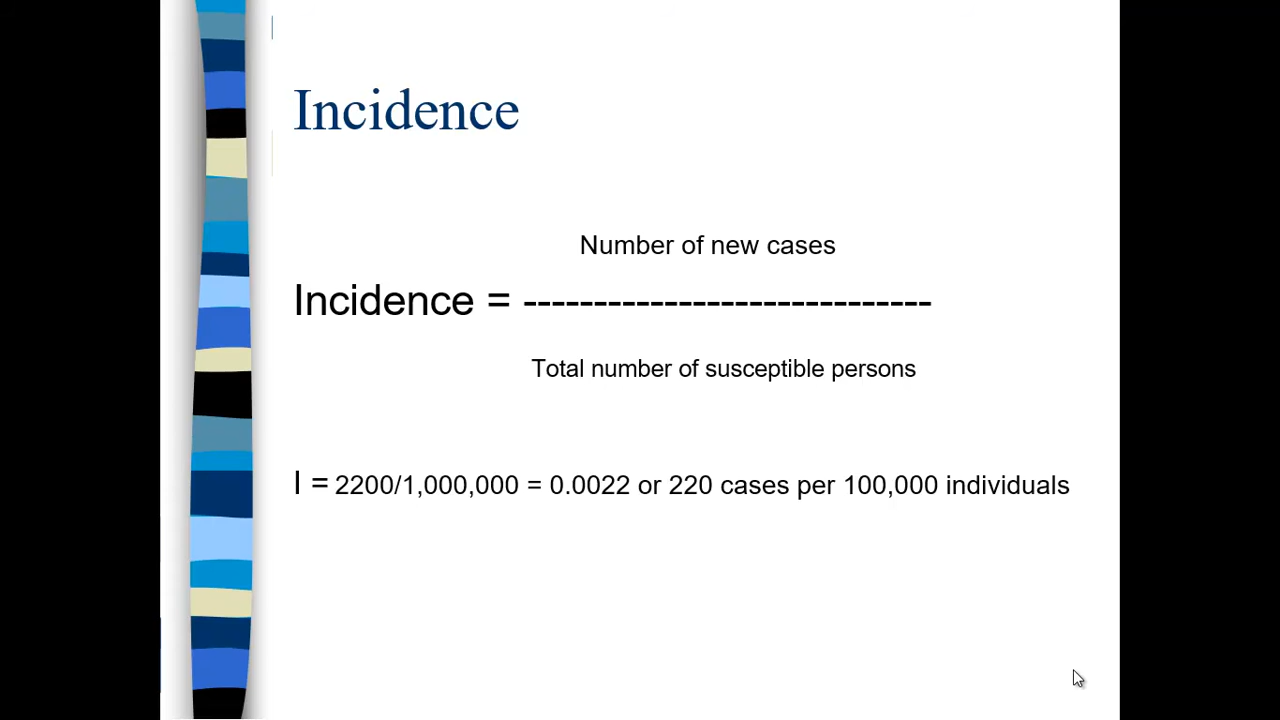 Incidence
Number of new cases
Incidence = -----------------------------
Total number of susceptible persons
I = 2200/1,000,000 = 0.0022 or 220 cases per 100,000 individuals